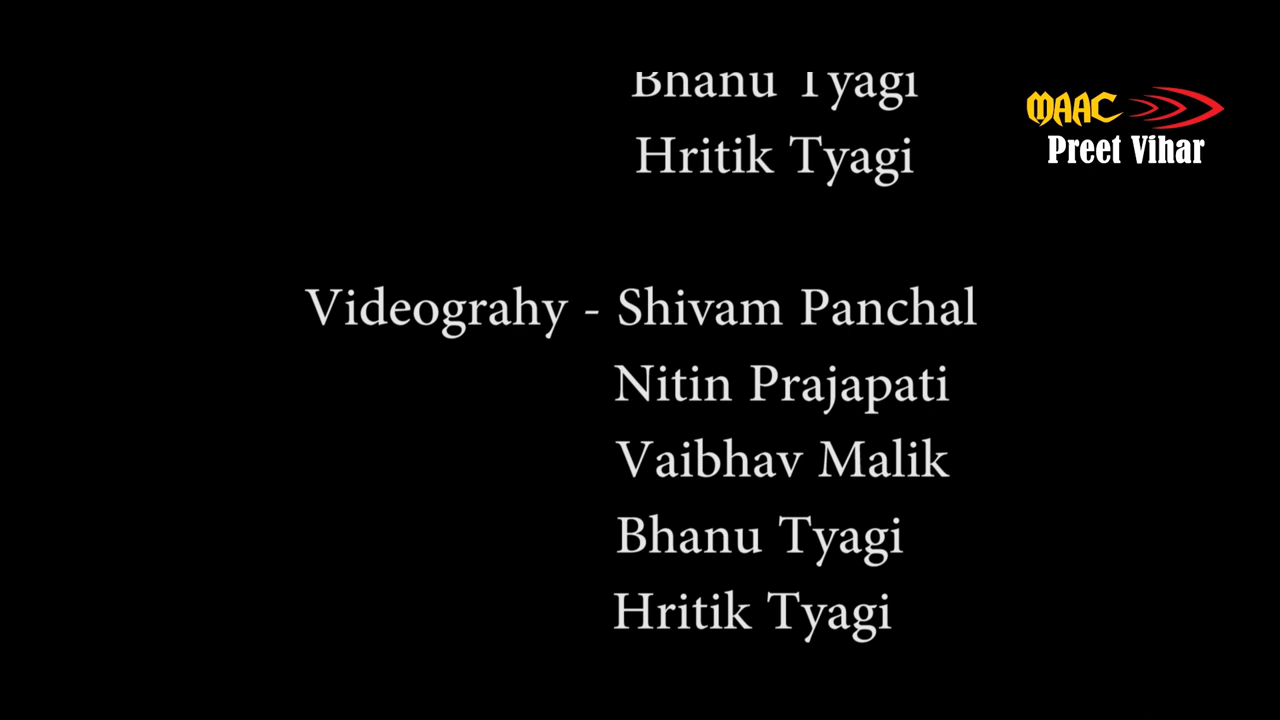 Bhanu Tyagi
MAAC
Hritik Tyagi
Preet Vihar
Videograhy - Shivam Panchal
Nitin Prajapati
Vaibhav Malik
Bhanu Tyagi
Hritik Tyagi